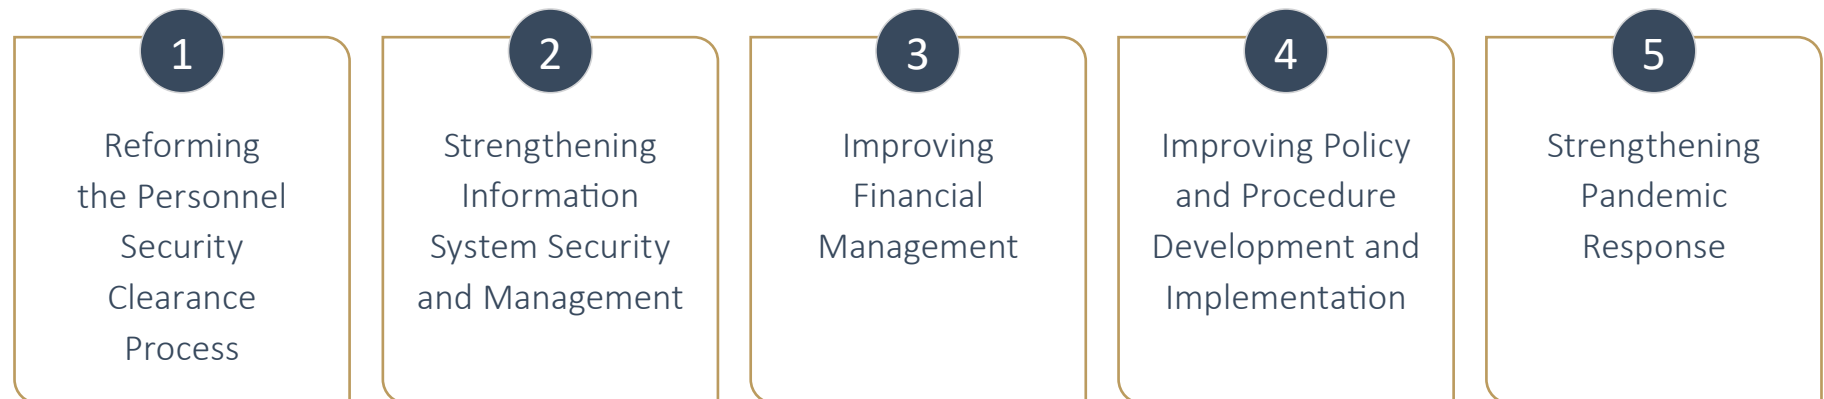 1
Reforming
the Personnel
Security
Clearance
Process
2
Strengthening
Information
System Security
and Management
3
Improving
Financial
Management
4
Improving Policy
and Procedure
Development and
Implementation
5
Strengthening
Pandemic
Response